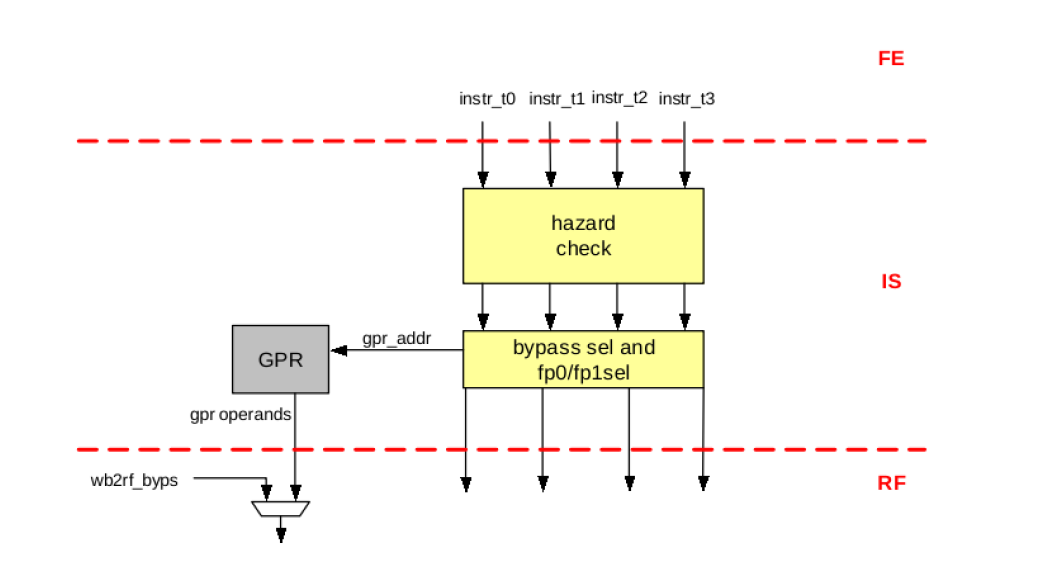 FE
instr_t0 instr_t1 instr_t2 instr_t3
hazard
check
IS
gpr_addr
bypass sel and
fp0/fp1sel
GPR
gpr operands
wb2rf_byps
RF